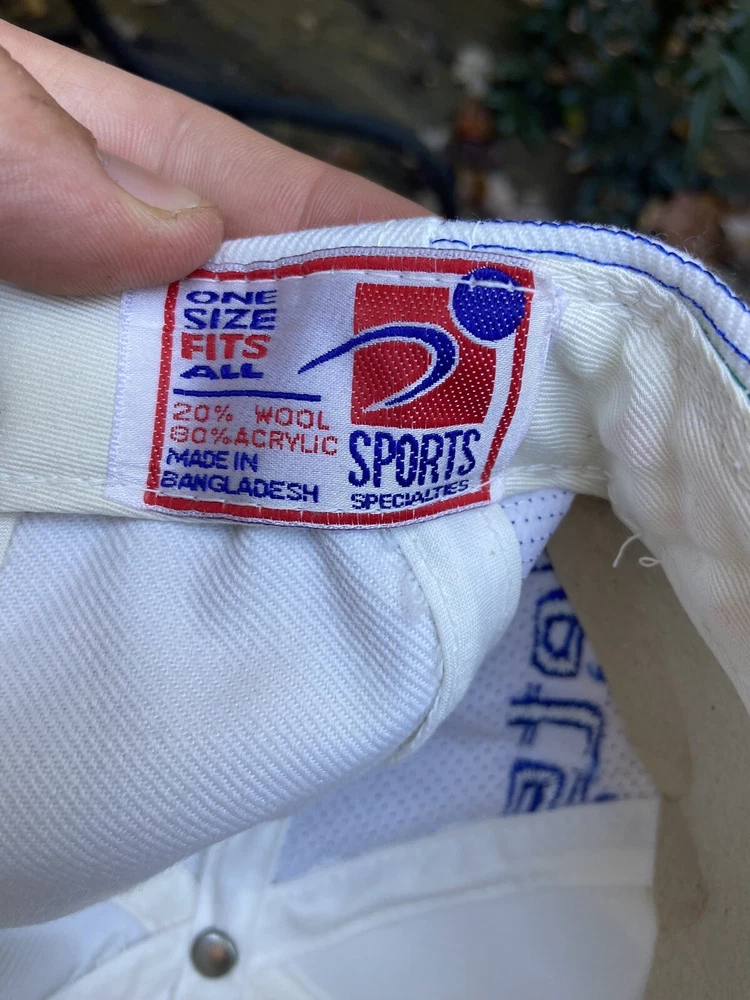 ONE
SIZE
FITS
ALL
20% WOOL
80% ACRYLIC
MADE IN
BANGLADESH
SPORTS
SPECIALTIES